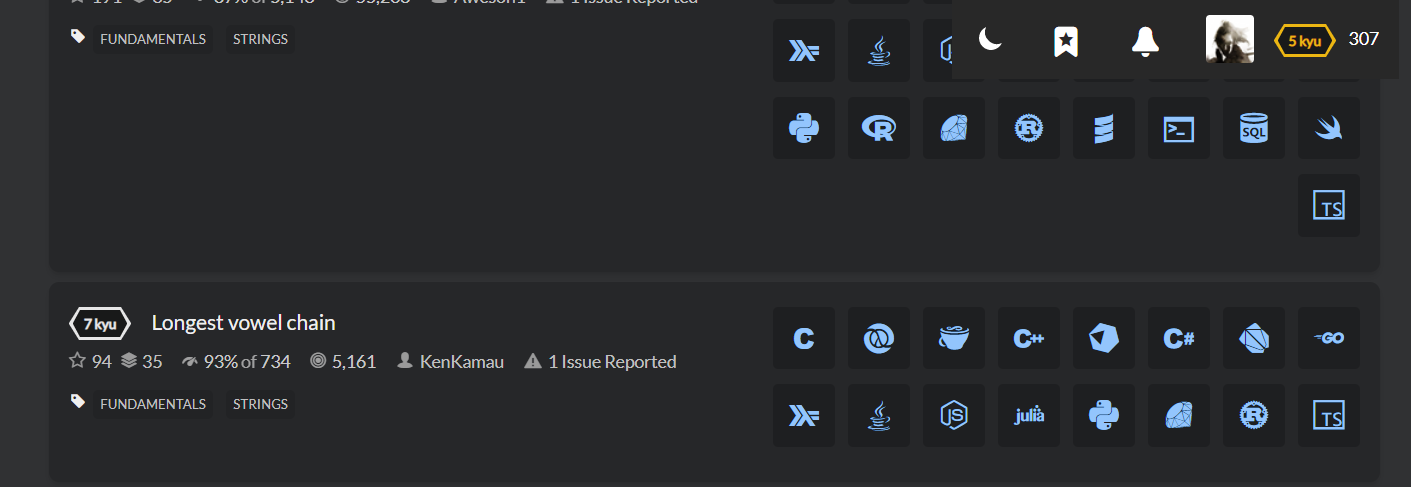 FUNDAMENTALS STRINGS
5 kyu 307
SQL
TS
7 kyu Longest vowel chain
94 35 93% of 734 5,161 KenKamau 1 Issue Reported
FUNDAMENTALS STRINGS
C C++ C# GO
JS julia TS